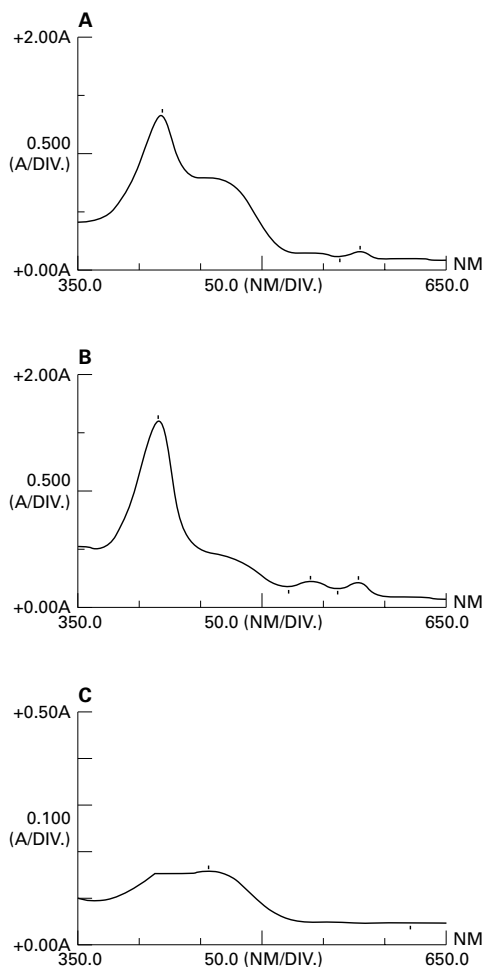 A
+2.00A
0.500
(A/DIV.)
+0.00A
NM
350.0
50.0 (NM/DIV.)
650.0
B
+2.00A
0.500
(A/DIV.)
+0.00A
NM
350.0
50.0 (NM/DIV.)
650.0
C
+0.50A
0.100
(A/DIV.)
+0.00A
NM
350.0
50.0 (NM/DIV.)
650.0